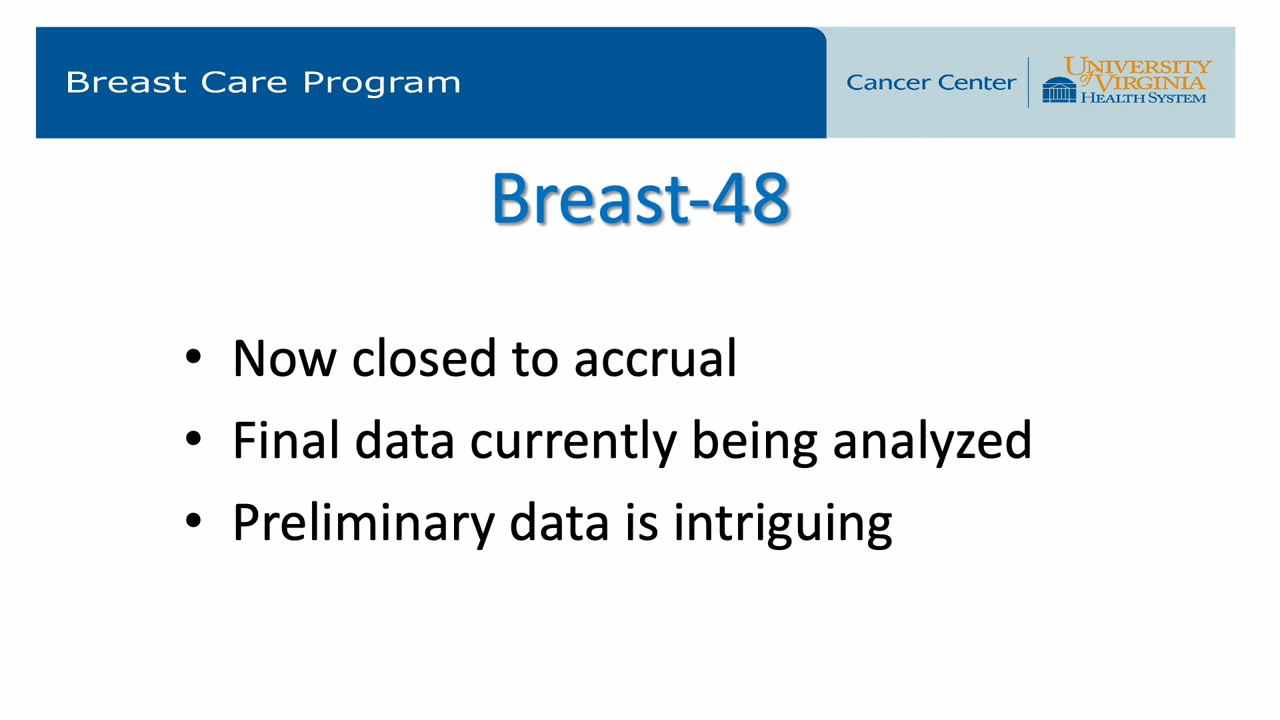 Breast Care Program
Cancer Center
UNIVERSITY
of VIRGINIA
HEALTH SYSTEM
Breast-48
• Now closed to accrual
• Final data currently being analyzed
• Preliminary data is intriguing